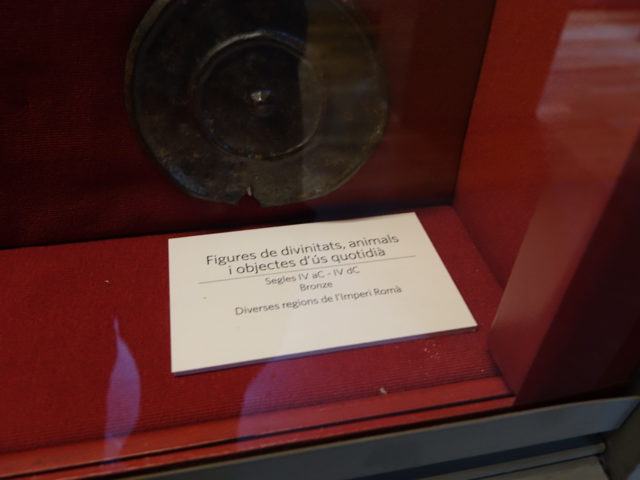 Figures de divinitats, animals
i objectes d'ús quotidià
Segles IV aC - IV dC
Bronze
Diverses regions de l'Imperi Romà